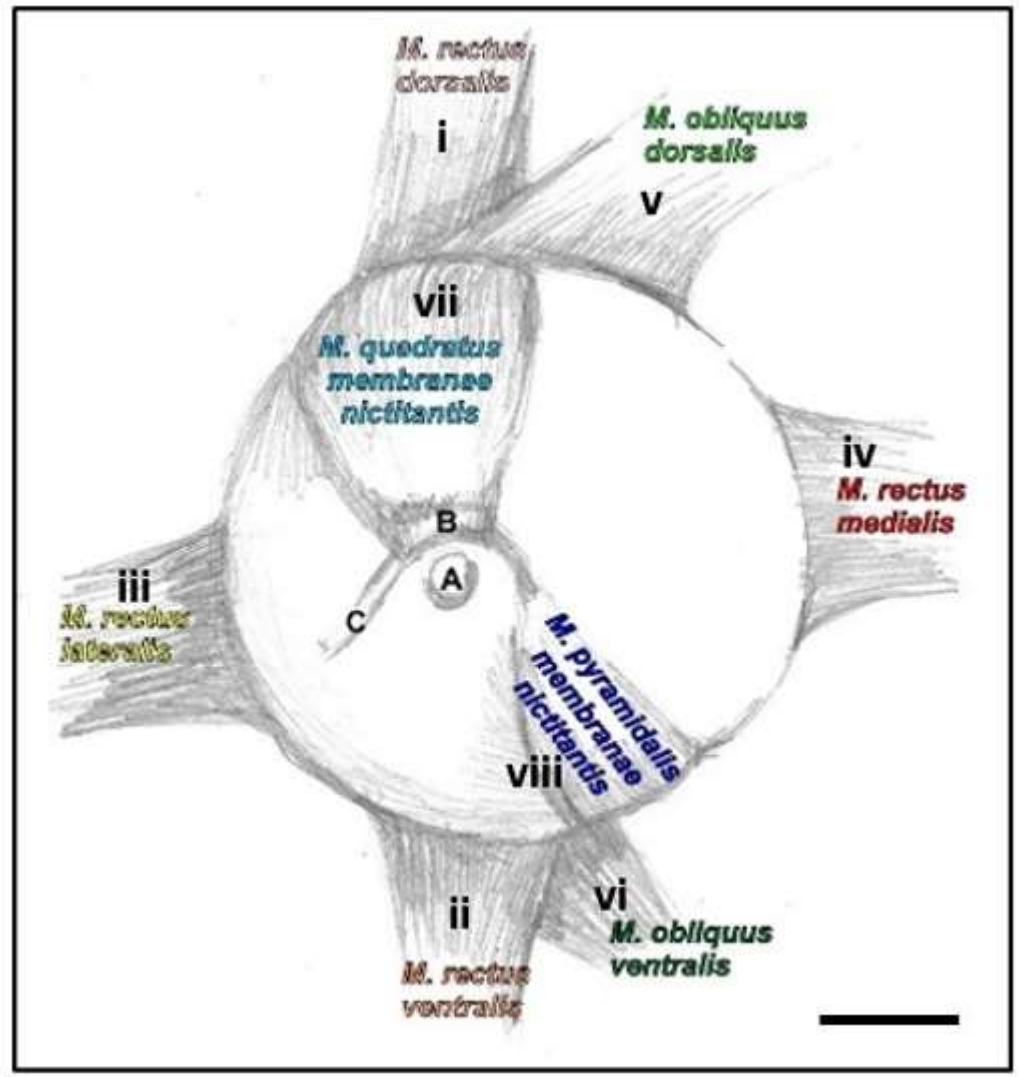 M. rectus
dorsalis
i
M. obliquus
dorsalis
v
vii
M. quadratus
membranae
nictitantis
iv
M. rectus
medialis
B
A
C
iii
M. rectus
lateralis
M. pyramidalis
membranae
nictitantis
viii
ii
M. rectus
ventralis
vi
M. obliquus
ventralis